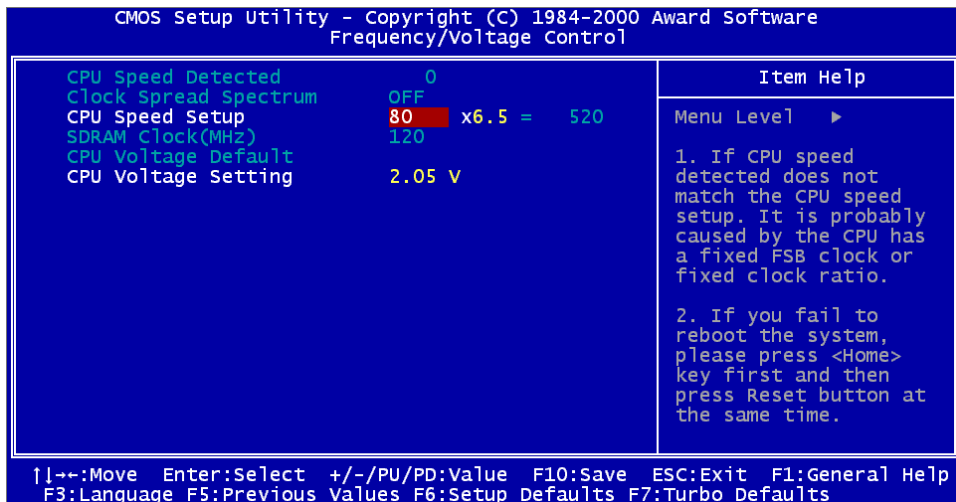 CMOS Setup Utility - Copyright (C) 1984-2000 Award Software
Frequency/Voltage Control
CPU Speed Detected 0
Clock Spread Spectrum OFF
CPU Speed Setup 80 x6.5 = 520
SDRAM Clock(MHz) 120
CPU Voltage Default
CPU Voltage Setting 2.05 V
Item Help
Menu Level ▶
1. If CPU speed
detected does not
match the CPU speed
setup. It is probably
caused by the CPU has
a fixed FSB clock or
fixed clock ratio.
2. If you fail to
reboot the system,
please press <Home>
key first and then
press Reset button at
the same time.
↑↓→←:Move Enter:Select +/-/PU/PD:Value F10:Save ESC:Exit F1:General Help
F3:Language F5:Previous Values F6:Setup Defaults F7:Turbo Defaults